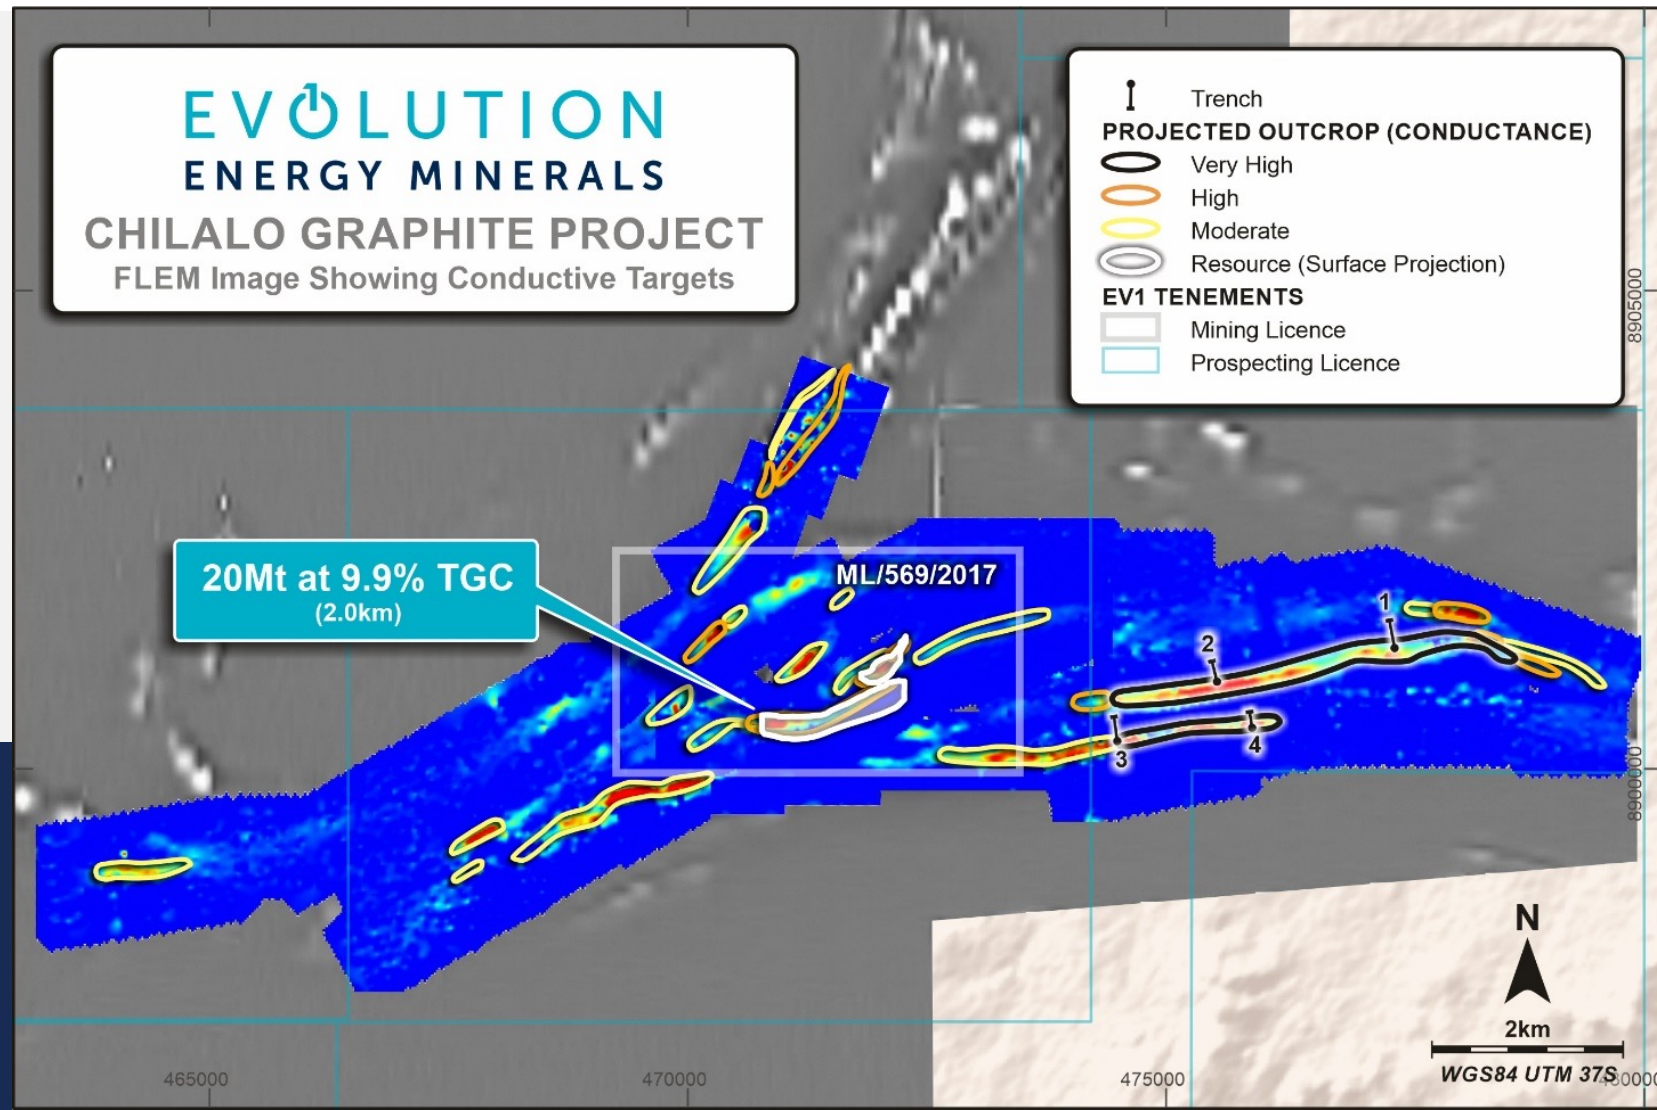 EVOLUTION
ENERGY MINERALS
CHILALO GRAPHITE PROJECT
FLEM Image Showing Conductive Targets
Trench
PROJECTED OUTCROP (CONDUCTANCE)
Very High
High
Moderate
Resource (Surface Projection)
EV1 TENEMENTS
Mining Licence
Prospecting Licence
8905000
20Mt at 9.9% TGC
(2.0km)
ML/569/2017
1
2
3
4
8900000
N
2km
WGS84 UTM 37S
465000
470000
475000
480000